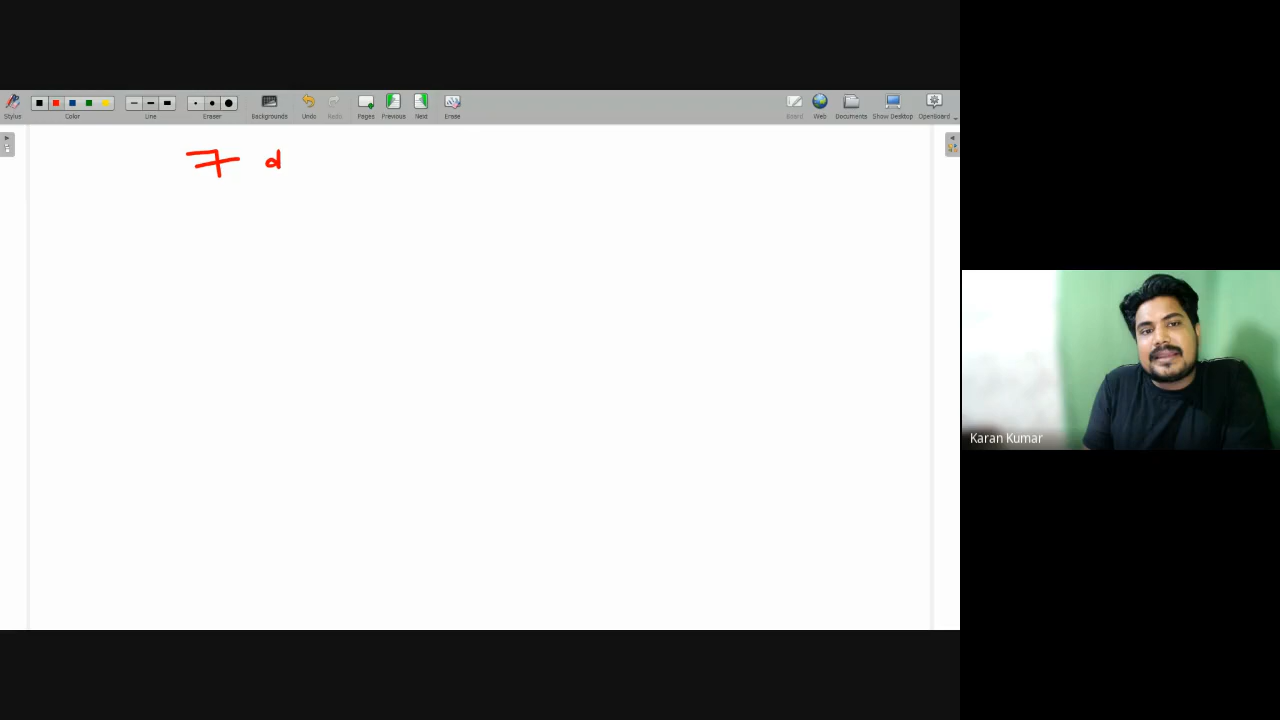 Stylus Color Line Eraser Backgrounds Undo Redo Pages Previous Next Erase Board Web Documents Show Desktop OpenBoard
7 d
Karan Kumar